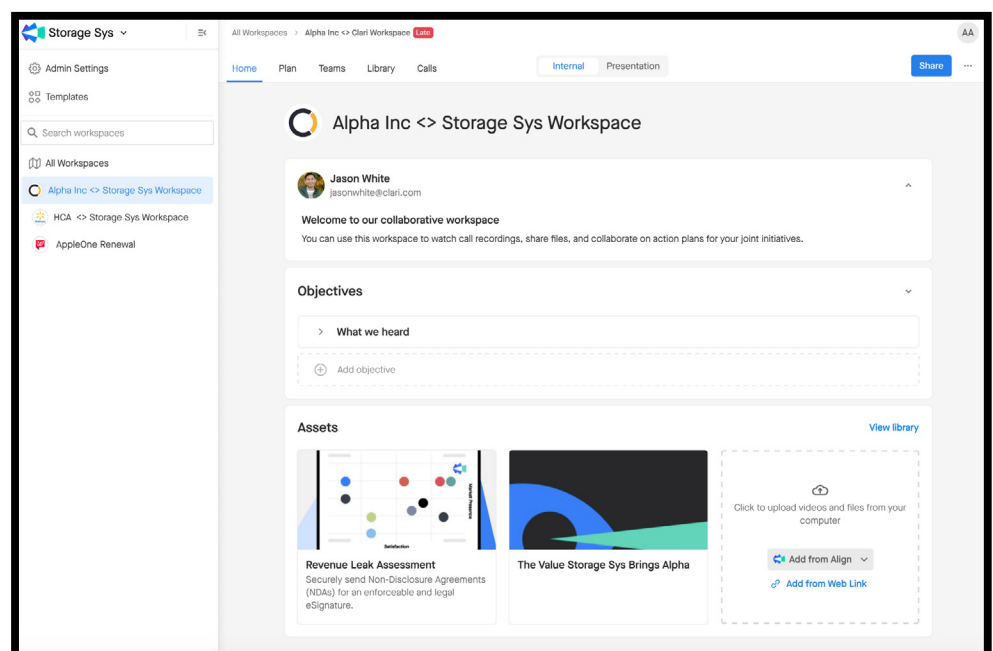 Storage Sys
All Workspaces > Alpha Inc <> Clari Workspace Late
AA
Admin Settings
Templates
Search workspaces
All Workspaces
Alpha Inc <> Storage Sys Workspace
HCA <> Storage Sys Workspace
AppleOne Renewal
Home Plan Teams Library Calls
Internal Presentation
Share
Alpha Inc <> Storage Sys Workspace
Jason White
jasonwhite@clari.com
Welcome to our collaborative workspace
You can use this workspace to watch call recordings, share files, and collaborate on action plans for your joint initiatives.
Objectives
What we heard
Add objective
Assets
View library
Market Presence
Satisfaction
Revenue Leak Assessment
Securely send Non-Disclosure Agreements
(NDAs) for an enforceable and legal
eSignature.
The Value Storage Sys Brings Alpha
Click to upload videos and files from your
computer
Add from Align
Add from Web Link